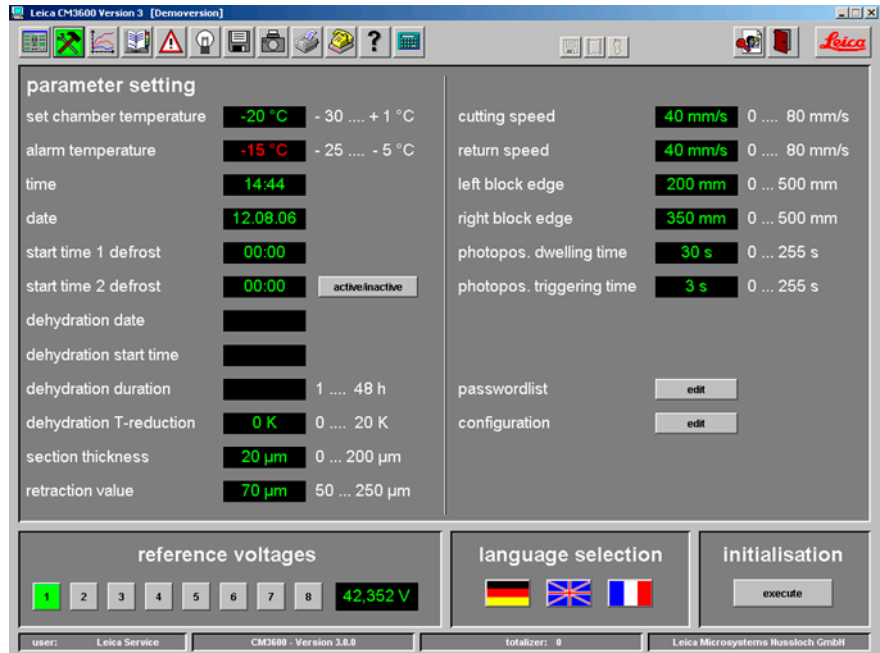 Leica CM3600 Version 3 [Demoversion]
?
Leica
parameter setting
set chamber temperature -20 °C - 30 .... + 1 °C
alarm temperature -15 °C - 25 .... - 5 °C
time 14:44
date 12.08.06
start time 1 defrost 00:00
start time 2 defrost 00:00 active/inactive
dehydration date
dehydration start time
dehydration duration 1 .... 48 h
dehydration T-reduction 0 K 0 .... 20 K
section thickness 20 µm 0 ... 200 µm
retraction value 70 µm 50 ... 250 µm
cutting speed 40 mm/s 0 .... 80 mm/s
return speed 40 mm/s 0 .... 80 mm/s
left block edge 200 mm 0 ... 500 mm
right block edge 350 mm 0 ... 500 mm
photopos. dwelling time 30 s 0 ... 255 s
photopos. triggering time 3 s 0 ... 255 s
passwordlist edit
configuration edit
reference voltages
1 2 3 4 5 6 7 8 42,352 V
language selection
initialisation
execute
user: Leica Service CM3600 - Version 3.0.0 totalizer: 0 Leica Microsystems Nussloch GmbH